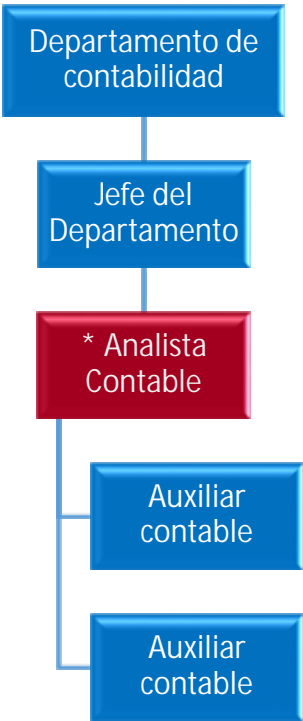 Departamento de
contabilidad
Jefe del
Departamento
* Analista
Contable
Auxiliar
contable
Auxiliar
contable